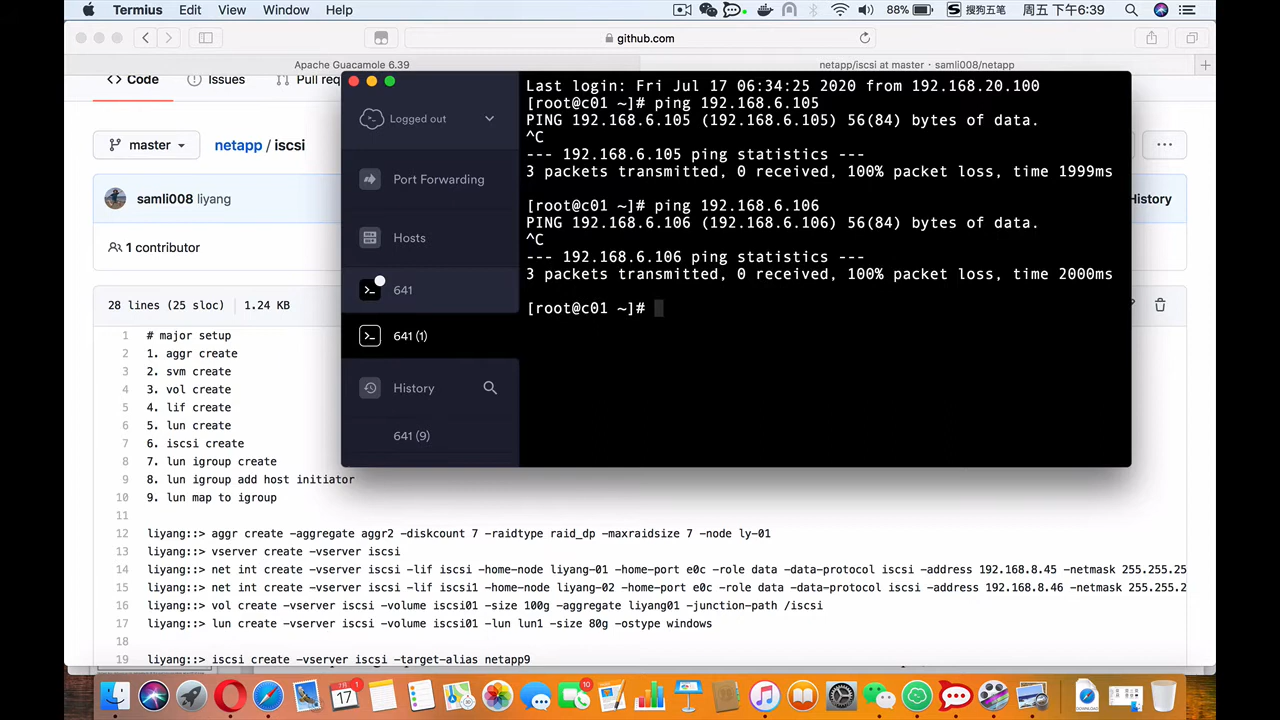 Termius Edit View Window Help
88% 搜狗五笔 周五 下午6:39
github.com
Apache Guacamole 6.39
netapp/iscsi at master - samli008/netapp
Code Issues Pull req
master
netapp / iscsi
samli008 liyang
History
1 contributor
28 lines (25 sloc) 1.24 KB
Logged out
Port Forwarding
Hosts
641
641 (1)
History
641 (9)
Last login: Fri Jul 17 06:34:25 2020 from 192.168.20.100
[root@c01 ~]# ping 192.168.6.105
PING 192.168.6.105 (192.168.6.105) 56(84) bytes of data.
^C
--- 192.168.6.105 ping statistics ---
3 packets transmitted, 0 received, 100% packet loss, time 1999ms
[root@c01 ~]# ping 192.168.6.106
PING 192.168.6.106 (192.168.6.106) 56(84) bytes of data.
^C
--- 192.168.6.106 ping statistics ---
3 packets transmitted, 0 received, 100% packet loss, time 2000ms
[root@c01 ~]#
1 # major setup
2 1. aggr create
3 2. svm create
4 3. vol create
5 4. lif create
6 5. lun create
7 6. iscsi create
8 7. lun igroup create
9 8. lun igroup add host initiator
10 9. lun map to igroup
11
12 liyang::> aggr create -aggregate aggr2 -diskcount 7 -raidtype raid_dp -maxraidsize 7 -node ly-01
13 liyang::> vserver create -vserver iscsi
14 liyang::> net int create -vserver iscsi -lif iscsi -home-node liyang-01 -home-port e0c -role data -data-protocol iscsi -address 192.168.8.45 -netmask 255.255.25
15 liyang::> net int create -vserver iscsi -lif iscsi1 -home-node liyang-02 -home-port e0c -role data -data-protocol iscsi -address 192.168.8.46 -netmask 255.255.2
16 liyang::> vol create -vserver iscsi -volume iscsi01 -size 100g -aggregate liyang01 -junction-path /iscsi
17 liyang::> lun create -vserver iscsi -volume iscsi01 -lun lun1 -size 80g -ostype windows
18
19 liyang::> iscsi create -vserver iscsi -target-alias netapp9
17
10
DOWNLOAD